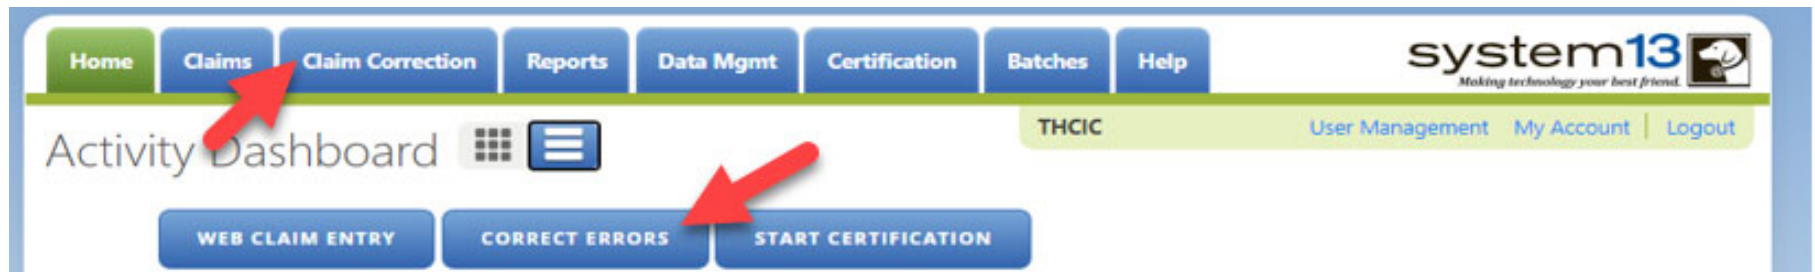 Home Claims Claim Correction Reports Data Mgmt Certification Batches Help
system13
Making technology your best friend.
THCIC User Management My Account Logout
Activity Dashboard
WEB CLAIM ENTRY CORRECT ERRORS START CERTIFICATION